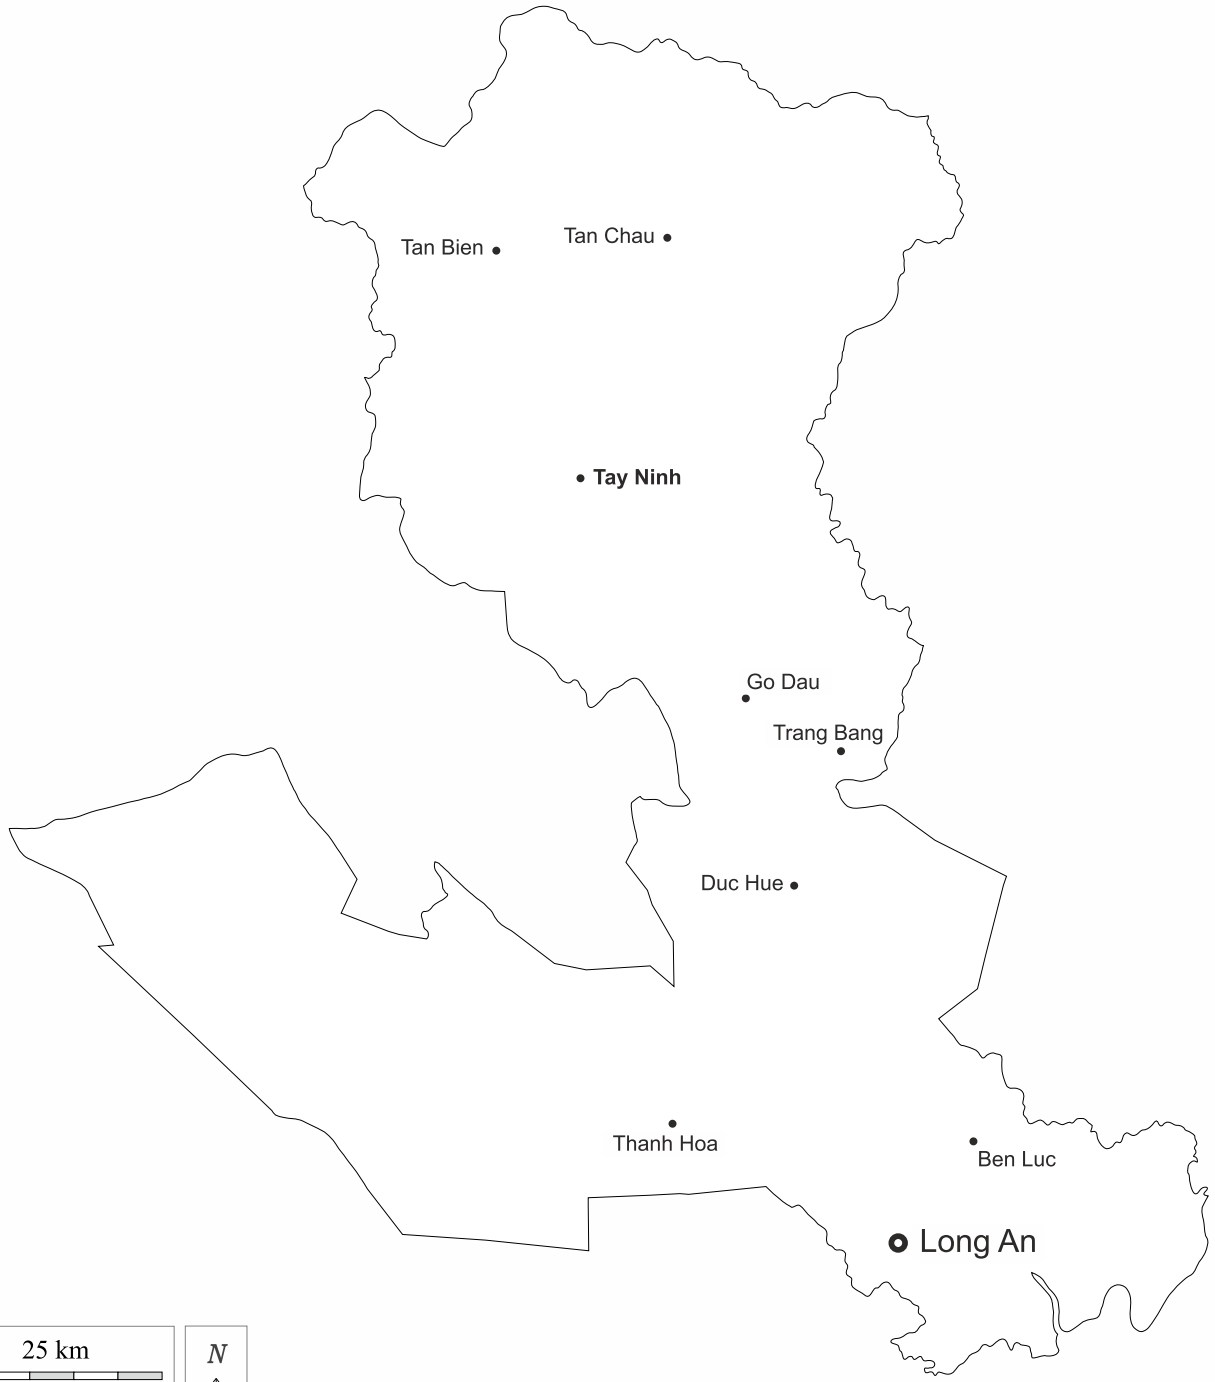 Tan Bien
Tan Chau
Tay Ninh
Go Dau
Trang Bang
Duc Hue
Thanh Hoa
Ben Luc
Long An
25 km
N